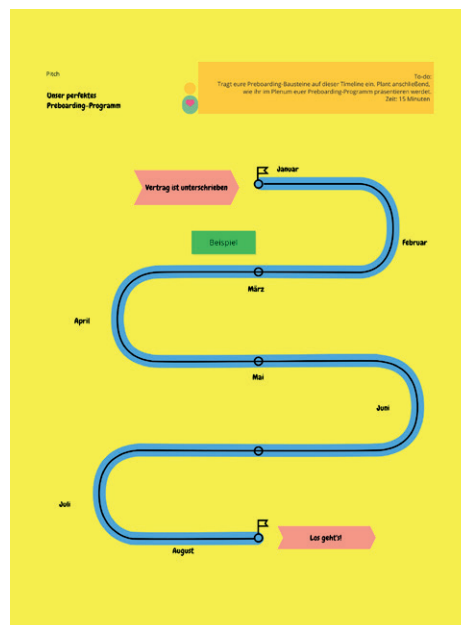 Pitch
Unser perfektes
Preboarding-Programm
To-do:
Tragt eure Preboarding-Bausteine auf dieser Timeline ein. Plant anschließend,
wie ihr im Plenum euer Preboarding-Programm präsentieren werdet.
Zeit: 15 Minuten
Januar
Vertrag ist unterschrieben
Beispiel
Februar
März
April
Mai
Juni
Juli
August
Los geht's!